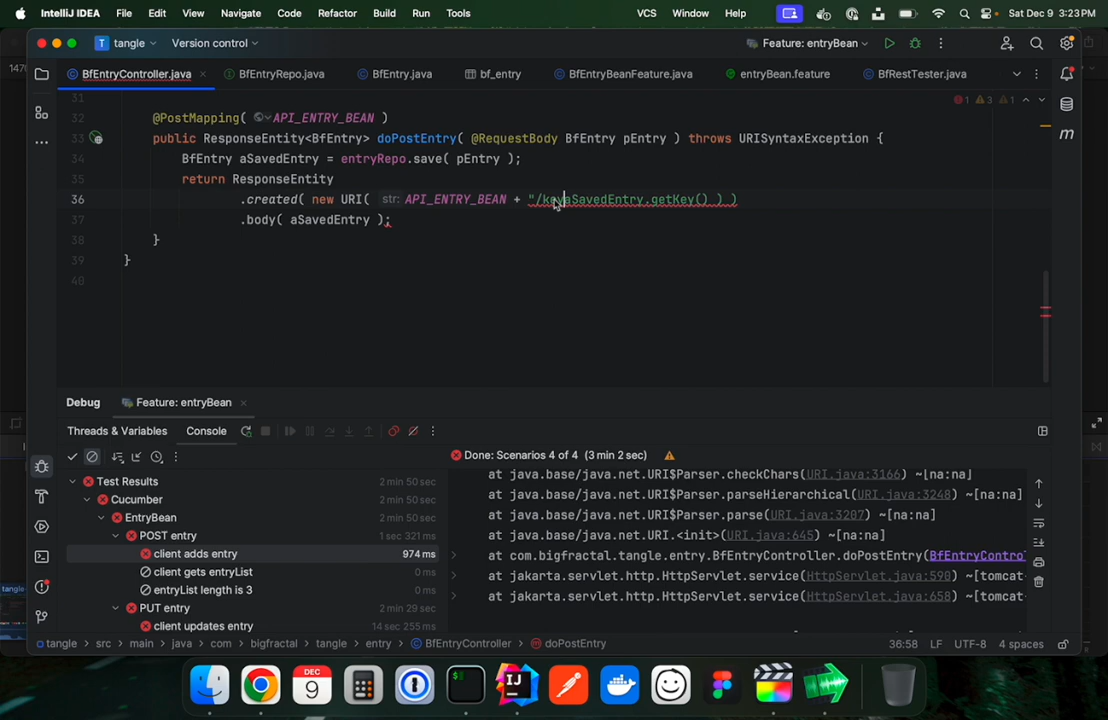 IntelliJ IDEA File Edit View Navigate Code Refactor Build Run Tools VCS Window Help Sat Dec 9 3:23 PM
T tangle Version control Feature: entryBean
BfEntryController.java BfEntryRepo.java BfEntry.java bf_entry BfEntryBeanFeature.java entryBean.feature BfRestTester.java
31 1 3 1
32 @PostMapping( API_ENTRY_BEAN )
33 public ResponseEntity<BfEntry> doPostEntry( @RequestBody BfEntry pEntry ) throws URISyntaxException {
34 BfEntry aSavedEntry = entryRepo.save( pEntry );
35 return ResponseEntity
36 .created( new URI( str: API_ENTRY_BEAN + "/keyaSavedEntry.getKey() ) )
37 .body( aSavedEntry );
38 }
39 }
40
Debug Feature: entryBean
Threads & Variables Console
Done: Scenarios 4 of 4 (3 min 2 sec)
Test Results 2 min 50 sec
Cucumber 2 min 50 sec
EntryBean 2 min 50 sec
POST entry 1 sec 321 ms
client adds entry 974 ms
client gets entryList 0 ms
entryList length is 3 0 ms
PUT entry 2 min 29 sec
client updates entry 14 sec 255 ms
at java.base/java.net.URI$Parser.checkChars(URI.java:3166) ~[na:na]
at java.base/java.net.URI$Parser.parseHierarchical(URI.java:3248) ~[na:na]
at java.base/java.net.URI$Parser.parse(URI.java:3207) ~[na:na]
at java.base/java.net.URI.<init>(URI.java:645) ~[na:na]
at com.bigfractal.tangle.entry.BfEntryController.doPostEntry(BfEntryContro
at jakarta.servlet.http.HttpServlet.service(HttpServlet.java:590) ~[tomcat-
at jakarta.servlet.http.HttpServlet.service(HttpServlet.java:658) ~[tomcat-
tangle > src > main > java > com > bigfractal > tangle > entry > BfEntryController > doPostEntry 36:58 LF UTF-8 4 spaces
DEC
9